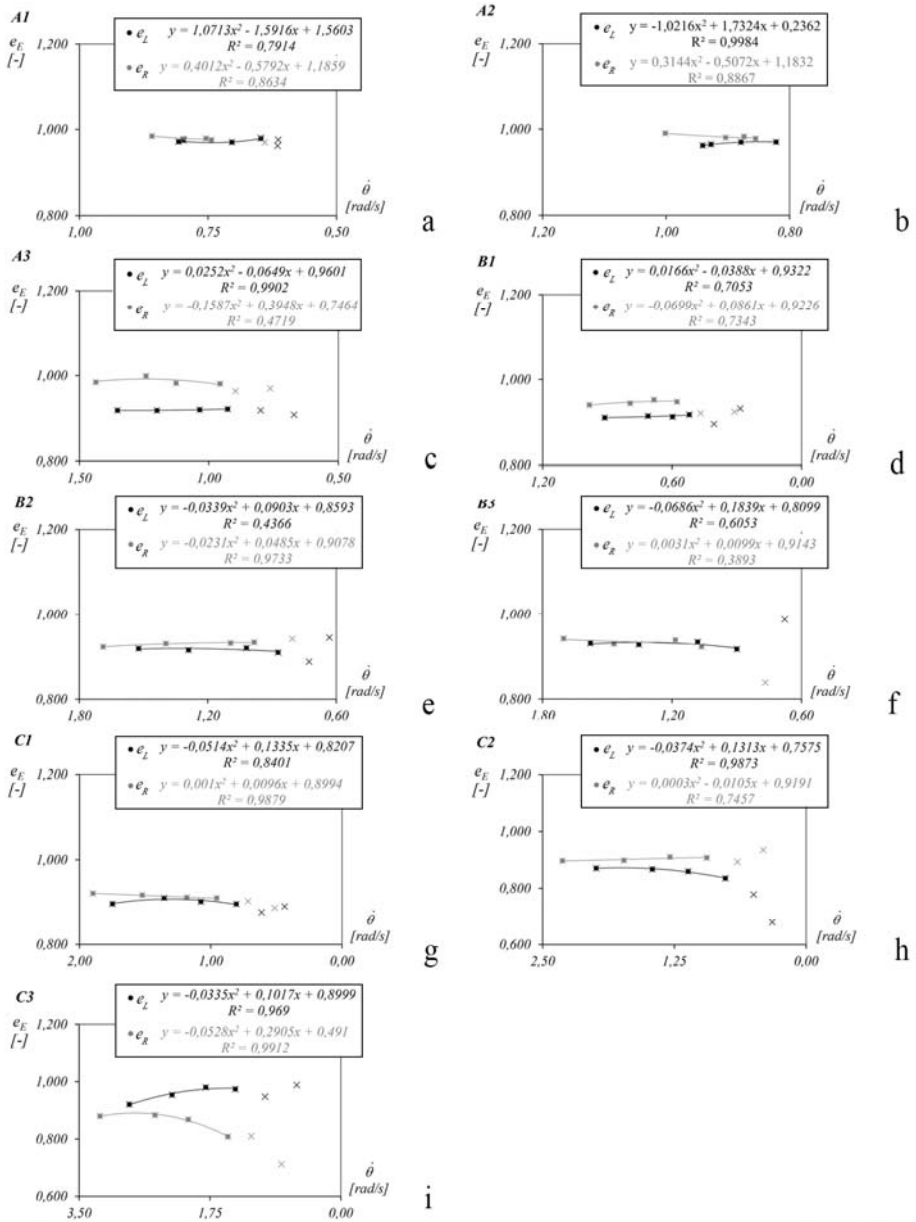 A1
e_E
[-]
1,200
1,000
0,800
e_L y = 1,0713x² - 1,5916x + 1,5603
R² = 0,7914
e_R y = 0,4012x² - 0,5792x + 1,1859
R² = 0,8634
θ̇
[rad/s]
1,00 0,75 0,50
a
A2
e_E
[-]
1,200
1,000
0,800
e_L y = -1,0216x² + 1,7324x + 0,2362
R² = 0,9984
e_R y = 0,3144x² - 0,5072x + 1,1832
R² = 0,8867
θ̇
[rad/s]
1,20 1,00 0,80
b
A3
e_E
[-]
1,200
1,000
0,800
e_L y = 0,0252x² - 0,0649x + 0,9601
R² = 0,9902
e_R y = -0,1587x² + 0,3948x + 0,7464
R² = 0,4719
θ̇
[rad/s]
1,50 1,00 0,50
c
B1
e_E
[-]
1,200
1,000
0,800
e_L y = 0,0166x² - 0,0388x + 0,9322
R² = 0,7053
e_R y = -0,0699x² + 0,0861x + 0,9226
R² = 0,7343
θ̇
[rad/s]
1,20 0,60 0,00
d
B2
e_E
[-]
1,200
1,000
0,800
e_L y = -0,0339x² + 0,0903x + 0,8593
R² = 0,4366
e_R y = -0,0231x² + 0,0485x + 0,9078
R² = 0,9733
θ̇
[rad/s]
1,80 1,20 0,60
e
B3
e_E
[-]
1,200
1,000
0,800
e_L y = -0,0686x² + 0,1839x + 0,8099
R² = 0,6053
e_R y = 0,0031x² + 0,0099x + 0,9143
R² = 0,3893
θ̇
[rad/s]
1,80 1,20 0,60
f
C1
e_E
[-]
1,200
1,000
0,800
e_L y = -0,0514x² + 0,1335x + 0,8207
R² = 0,8401
e_R y = 0,001x² + 0,0096x + 0,8994
R² = 0,9879
θ̇
[rad/s]
2,00 1,00 0,00
g
C2
e_E
[-]
1,200
1,000
0,800
0,600
e_L y = -0,0374x² + 0,1313x + 0,7575
R² = 0,9873
e_R y = 0,0003x² - 0,0105x + 0,9191
R² = 0,7457
θ̇
[rad/s]
2,50 1,25 0,00
h
C3
e_E
[-]
1,200
1,000
0,800
0,600
e_L y = -0,0335x² + 0,1017x + 0,8999
R² = 0,969
e_R y = -0,0528x² + 0,2905x + 0,491
R² = 0,9912
θ̇
[rad/s]
3,50 1,75 0,00
i